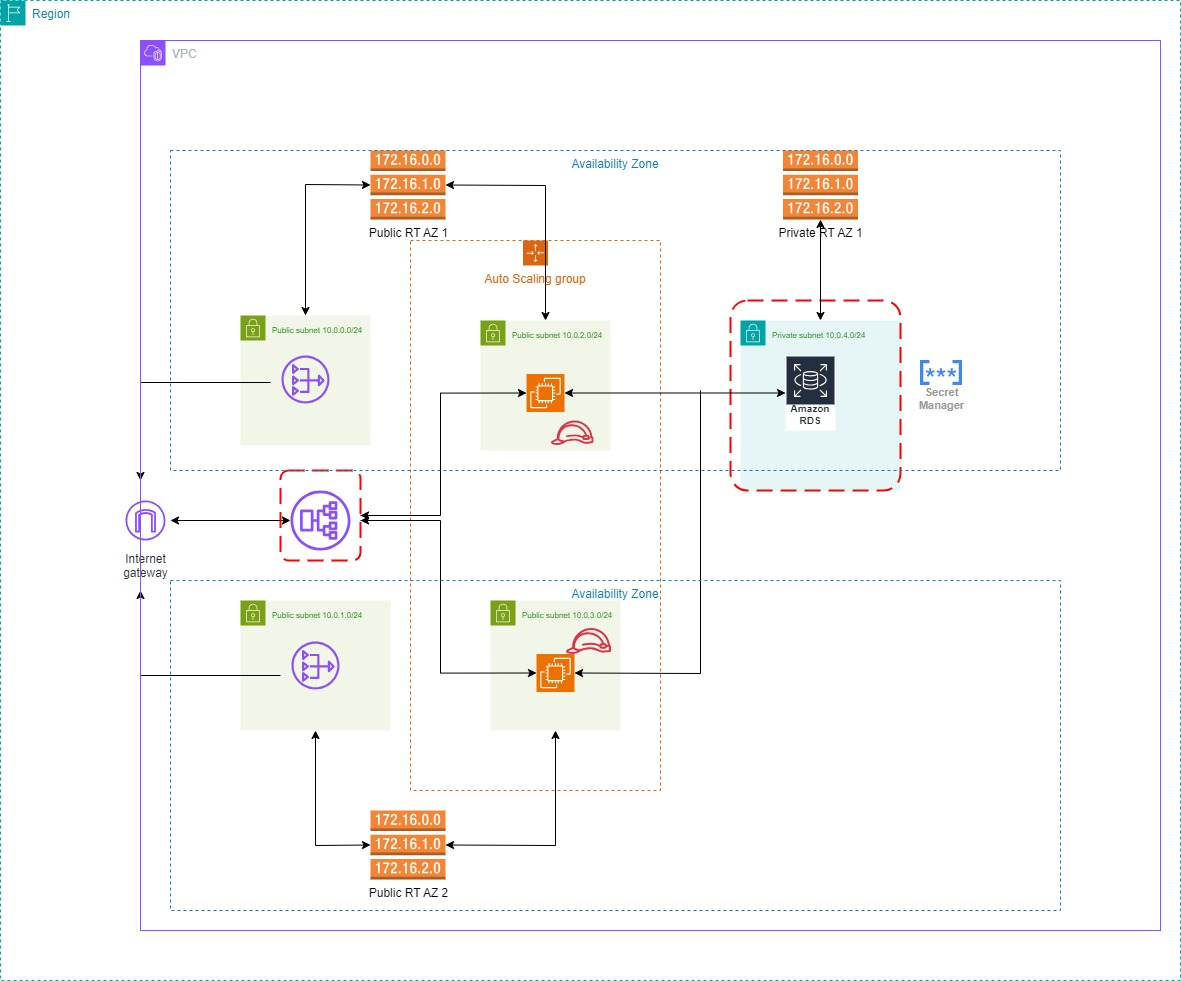 Region
VPC
172.16.0.0
172.16.1.0
172.16.2.0
Public RT AZ 1
Availability Zone
172.16.0.0
172.16.1.0
172.16.2.0
Private RT AZ 1
Auto Scaling group
Public subnet 10.0.0.0/24
Public subnet 10.0.2.0/24
Private subnet 10.0.4.0/24
Amazon
RDS
***
Secret
Manager
Internet
gateway
Availability Zone
Public subnet 10.0.1.0/24
Public subnet 10.0.3.0/24
172.16.0.0
172.16.1.0
172.16.2.0
Public RT AZ 2